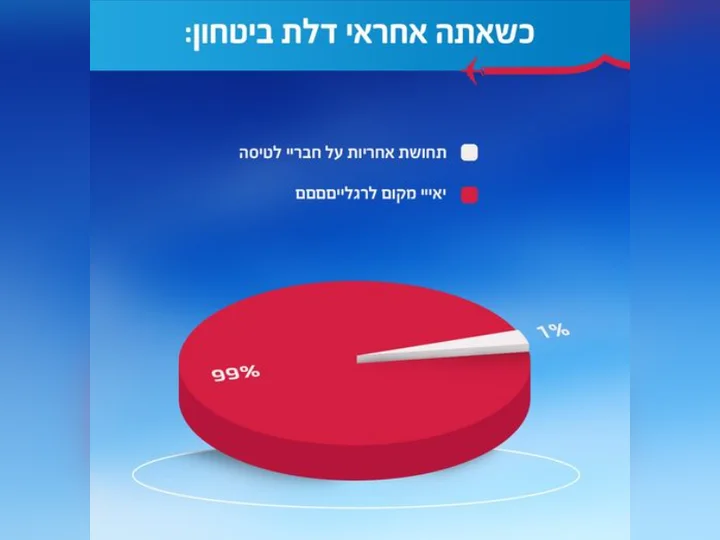 כשאתה אחראי דלת ביטחון:
תחושת אחריות על חבריי לטיסה
יאייי מקום לרגלייםםםם
1%
99%